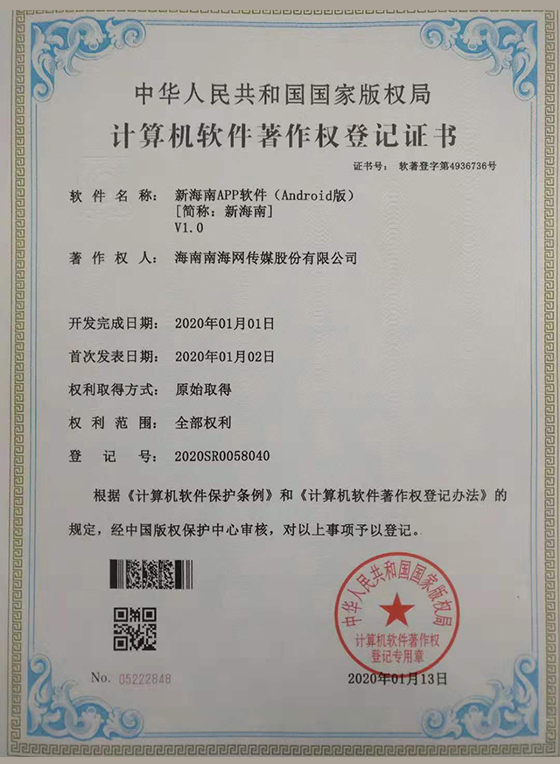 中华人民共和国国家版权局
计算机软件著作权登记证书
证书号： 软著登字第4936736号
软件名称： 新海南APP软件（Android版）
[简称：新海南]
V1.0
著作权人： 海南南海网传媒股份有限公司
开发完成日期： 2020年01月01日
首次发表日期： 2020年01月02日
权利取得方式： 原始取得
权利范围： 全部权利
登记号： 2020SR0058040
根据《计算机软件保护条例》和《计算机软件著作权登记办法》的
规定，经中国版权保护中心审核，对以上事项予以登记。
中华人民共和国国家版权局
计算机软件著作权
登记专用章
No. 05222848
2020年01月13日